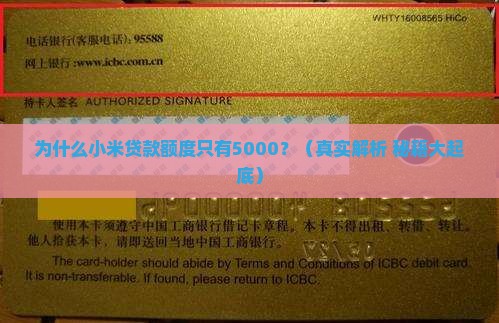 WHTY16008565 HiCo
电话银行(客服电话): 95588
网上银行:www.icbc.com.cn
持卡人签名 AUTHORIZED SIGNATURE
为什么小米贷款额度只有5000？（真实解析 秘籍大起
底）
使用本卡须遵守中国工商银行借记卡章程。本卡不得出租、转借、转让。
他人拾获本卡，请即送回当地中国工商银行。
The card-holder should abide by Terms and Conditions of ICBC debit card.
It is non-transferable. If found, please return to ICBC.